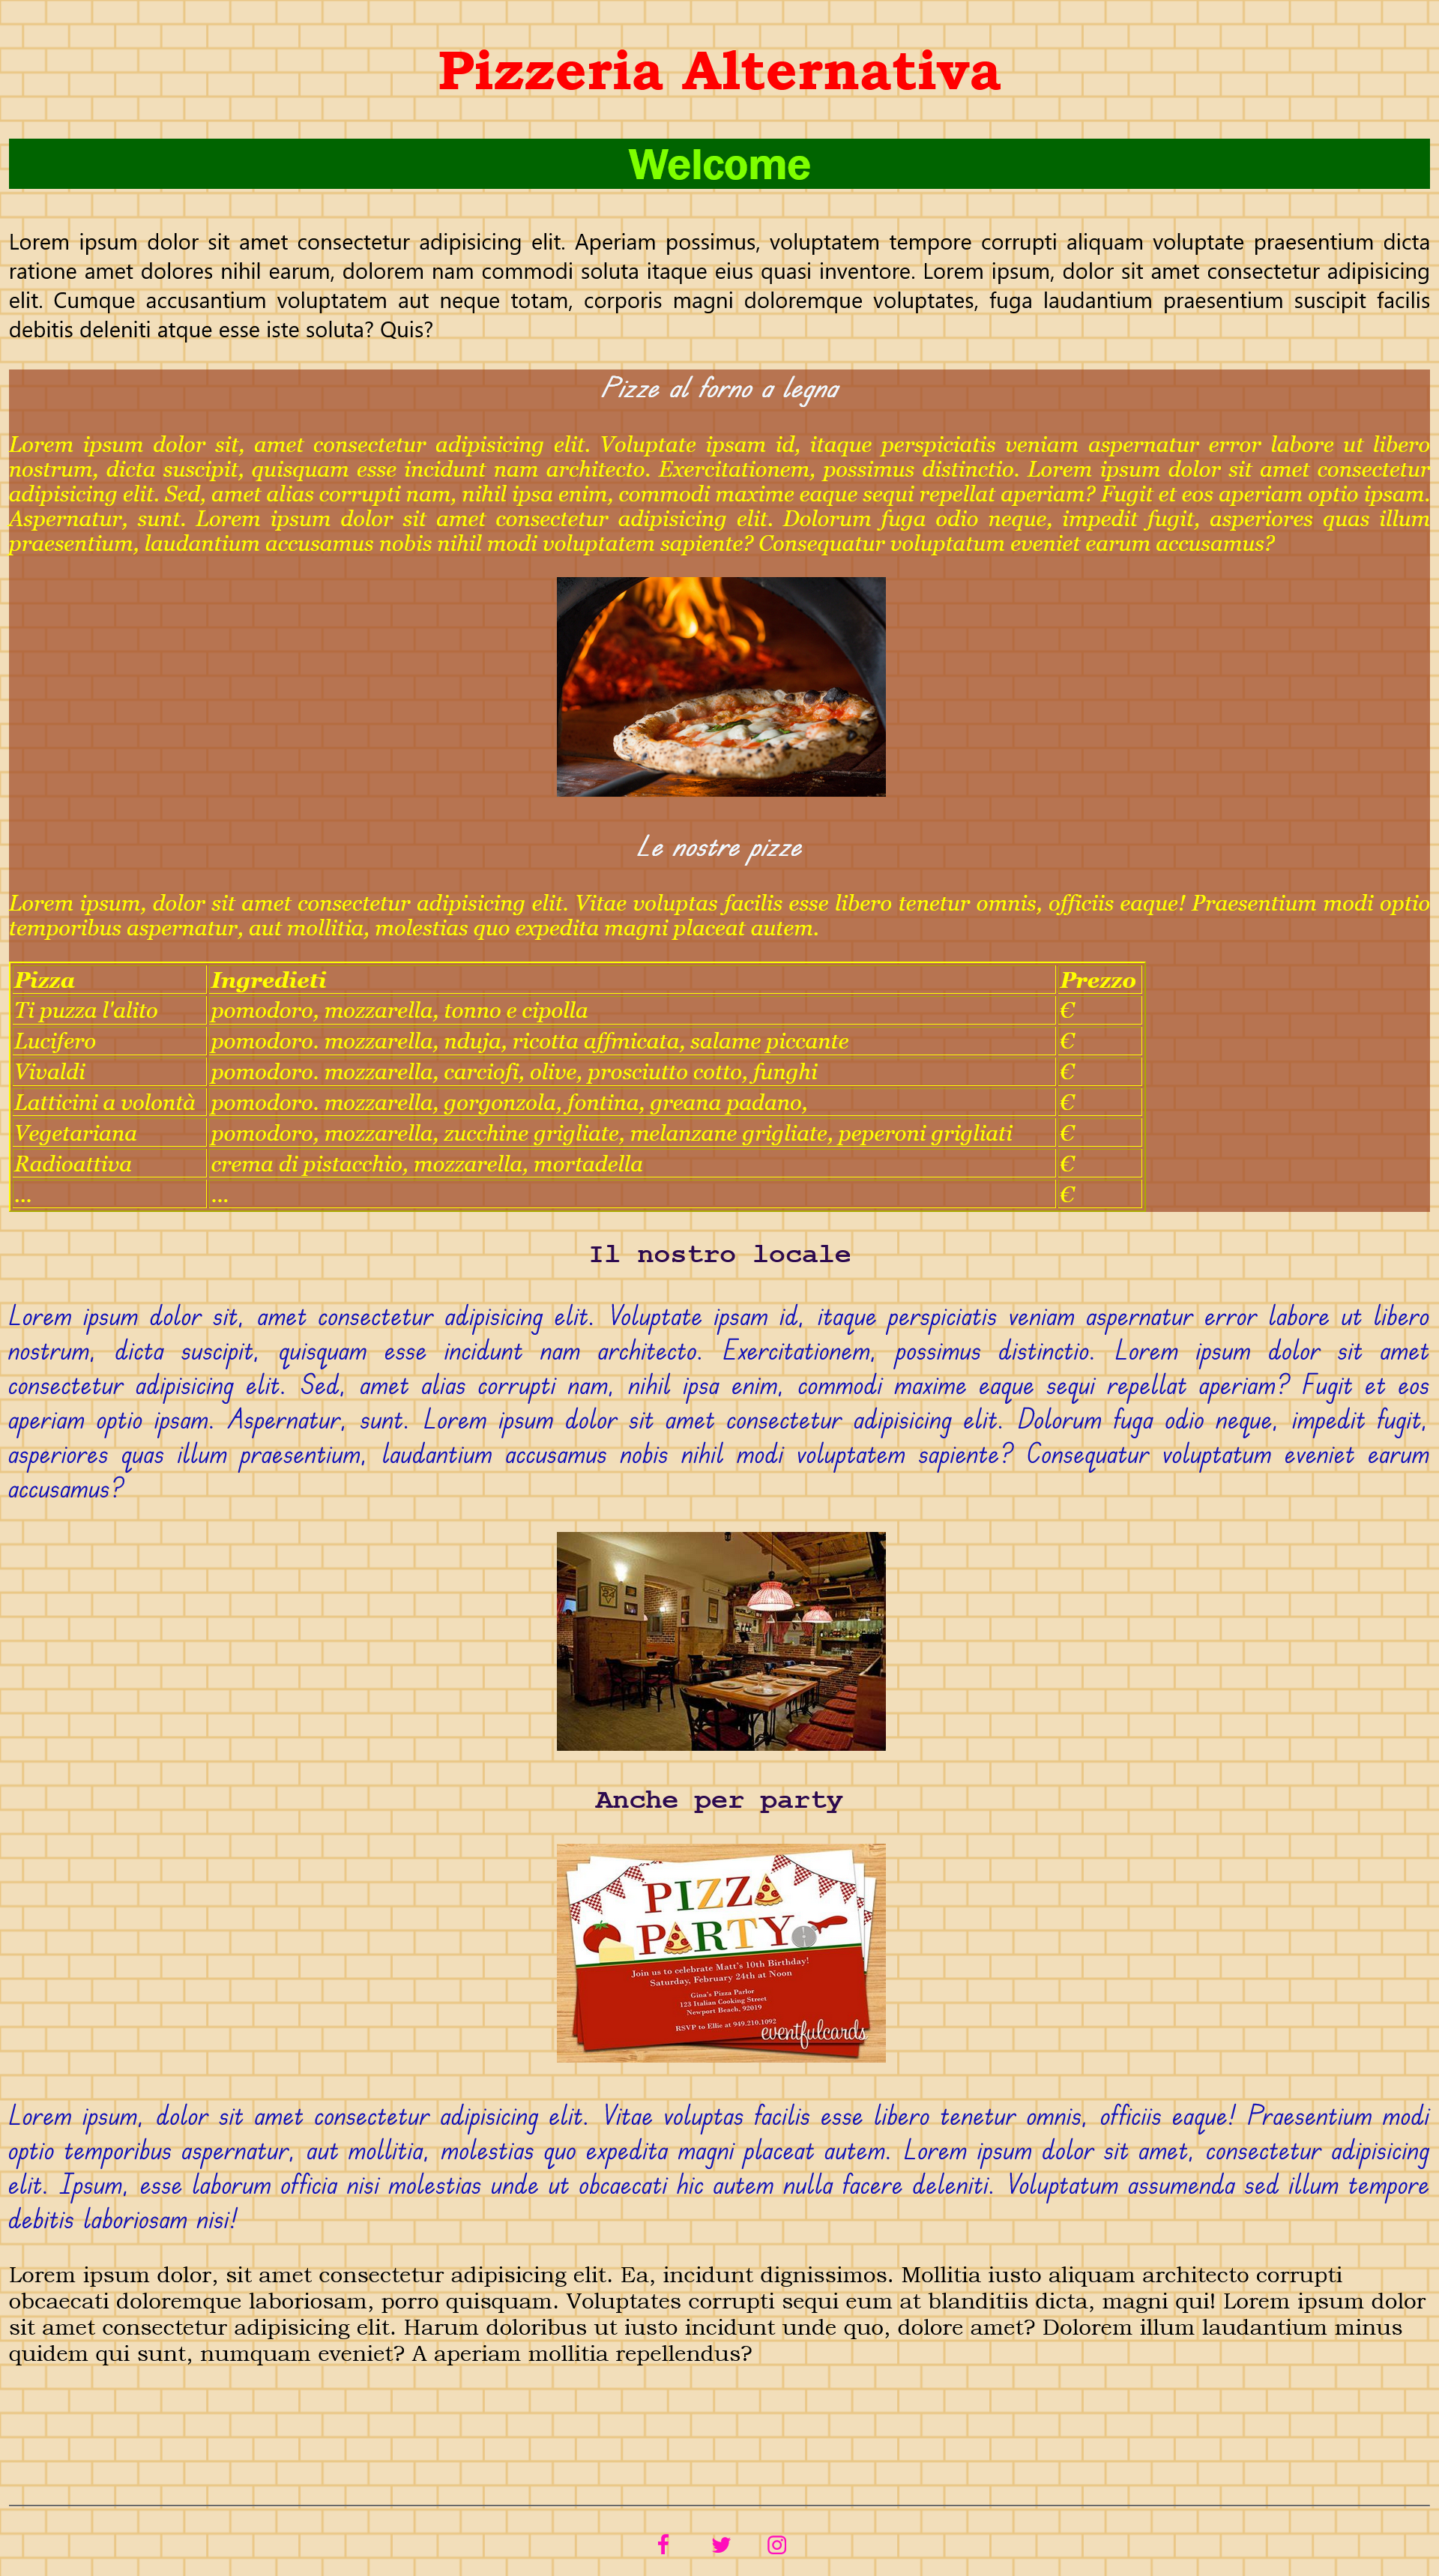 Pizzeria Alternativa
Welcome
Lorem ipsum dolor sit amet consectetur adipisicing elit. Aperiam possimus, voluptatem tempore corrupti aliquam voluptate praesentium dicta
ratione amet dolores nihil earum, dolorem nam commodi soluta itaque eius quasi inventore. Lorem ipsum, dolor sit amet consectetur adipisicing
elit. Cumque accusantium voluptatem aut neque totam, corporis magni doloremque voluptates, fuga laudantium praesentium suscipit facilis
debitis deleniti atque esse iste soluta? Quis?
Pizze al forno a legna
Lorem ipsum dolor sit, amet consectetur adipisicing elit. Voluptate ipsam id, itaque perspiciatis veniam aspernatur error labore ut libero
nostrum, dicta suscipit, quisquam esse incidunt nam architecto. Exercitationem, possimus distinctio. Lorem ipsum dolor sit amet consectetur
adipisicing elit. Sed, amet alias corrupti nam, nihil ipsa enim, commodi maxime eaque sequi repellat aperiam? Fugit et eos aperiam optio ipsam.
Aspernatur, sunt. Lorem ipsum dolor sit amet consectetur adipisicing elit. Dolorum fuga odio neque, impedit fugit, asperiores quas illum
praesentium, laudantium accusamus nobis nihil modi voluptatem sapiente? Consequatur voluptatum eveniet earum accusamus?
Le nostre pizze
Lorem ipsum, dolor sit amet consectetur adipisicing elit. Vitae voluptas facilis esse libero tenetur omnis, officiis eaque! Praesentium modi optio
temporibus aspernatur, aut mollitia, molestias quo expedita magni placeat autem.
Pizza Ingredieti Prezzo
Ti puzza l'alito pomodoro, mozzarella, tonno e cipolla €
Lucifero pomodoro. mozzarella, nduja, ricotta affmicata, salame piccante €
Vivaldi pomodoro. mozzarella, carciofi, olive, prosciutto cotto, funghi €
Latticini a volontà pomodoro. mozzarella, gorgonzola, fontina, greana padano, €
Vegetariana pomodoro, mozzarella, zucchine grigliate, melanzane grigliate, peperoni grigliati €
Radioattiva crema di pistacchio, mozzarella, mortadella €
... ... €
Il nostro locale
Lorem ipsum dolor sit, amet consectetur adipisicing elit. Voluptate ipsam id, itaque perspiciatis veniam aspernatur error labore ut libero
nostrum, dicta suscipit, quisquam esse incidunt nam architecto. Exercitationem, possimus distinctio. Lorem ipsum dolor sit amet
consectetur adipisicing elit. Sed, amet alias corrupti nam, nihil ipsa enim, commodi maxime eaque sequi repellat aperiam? Fugit et eos
aperiam optio ipsam. Aspernatur, sunt. Lorem ipsum dolor sit amet consectetur adipisicing elit. Dolorum fuga odio neque, impedit fugit,
asperiores quas illum praesentium, laudantium accusamus nobis nihil modi voluptatem sapiente? Consequatur voluptatum eveniet earum
accusamus?
Anche per party
PIZZA
PARTY
Join us to celebrate Matt's 10th Birthday!
Saturday, February 24th at Noon
Gina's Pizza Parlor
123 Italian Cooking Street
Newport Beach, 92019
RSVP to Ellie at 949.210.1092
eventfulcards
Lorem ipsum, dolor sit amet consectetur adipisicing elit. Vitae voluptas facilis esse libero tenetur omnis, officiis eaque! Praesentium modi
optio temporibus aspernatur, aut mollitia, molestias quo expedita magni placeat autem. Lorem ipsum dolor sit amet, consectetur adipisicing
elit. Ipsum, esse laborum officia nisi molestias unde ut obcaecati hic autem nulla facere deleniti. Voluptatum assumenda sed illum tempore
debitis laboriosam nisi!
Lorem ipsum dolor, sit amet consectetur adipisicing elit. Ea, incidunt dignissimos. Mollitia iusto aliquam architecto corrupti
obcaecati doloremque laboriosam, porro quisquam. Voluptates corrupti sequi eum at blanditiis dicta, magni qui! Lorem ipsum dolor
sit amet consectetur adipisicing elit. Harum doloribus ut iusto incidunt unde quo, dolore amet? Dolorem illum laudantium minus
quidem qui sunt, numquam eveniet? A aperiam mollitia repellendus?